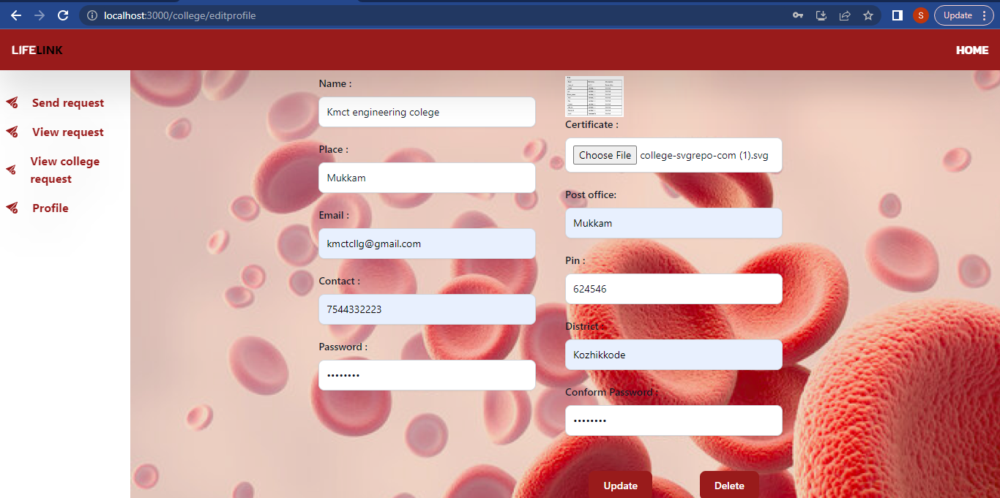 localhost:3000/college/editprofile
S
Update
LIFELINK
HOME
Send request
View request
View college
request
Profile
Name :
Kmct engineering colege
Place :
Mukkam
Email :
kmctcllg@gmail.com
Contact :
7544332223
Password :
••••••••
Certificate :
Choose File college-svgrepo-com (1).svg
Post office:
Mukkam
Pin :
624546
District :
Kozhikkode
Conform Password :
••••••••
Update
Delete